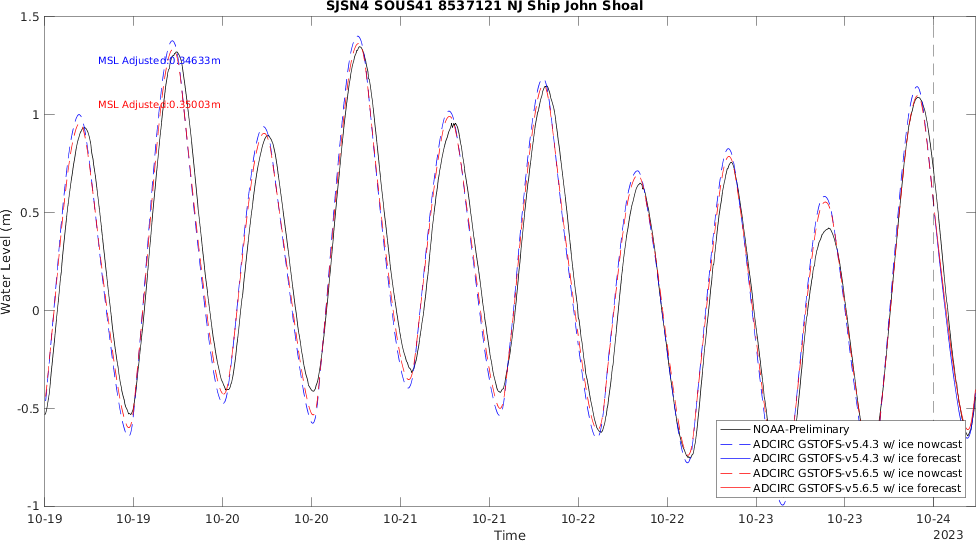 SJSN4 SOUS41 8537121 NJ Ship John Shoal
1.5
MSL Adjusted:0.34633m
MSL Adjusted:0.35003m
1
0.5
Water Level (m)
0
-0.5
-1
NOAA-Preliminary
ADCIRC GSTOFS-v5.4.3 w/ ice nowcast
ADCIRC GSTOFS-v5.4.3 w/ ice forecast
ADCIRC GSTOFS-v5.6.5 w/ ice nowcast
ADCIRC GSTOFS-v5.6.5 w/ ice forecast
10-19 10-19 10-20 10-20 10-21 10-21 10-22 10-22 10-23 10-23 10-24
Time
2023